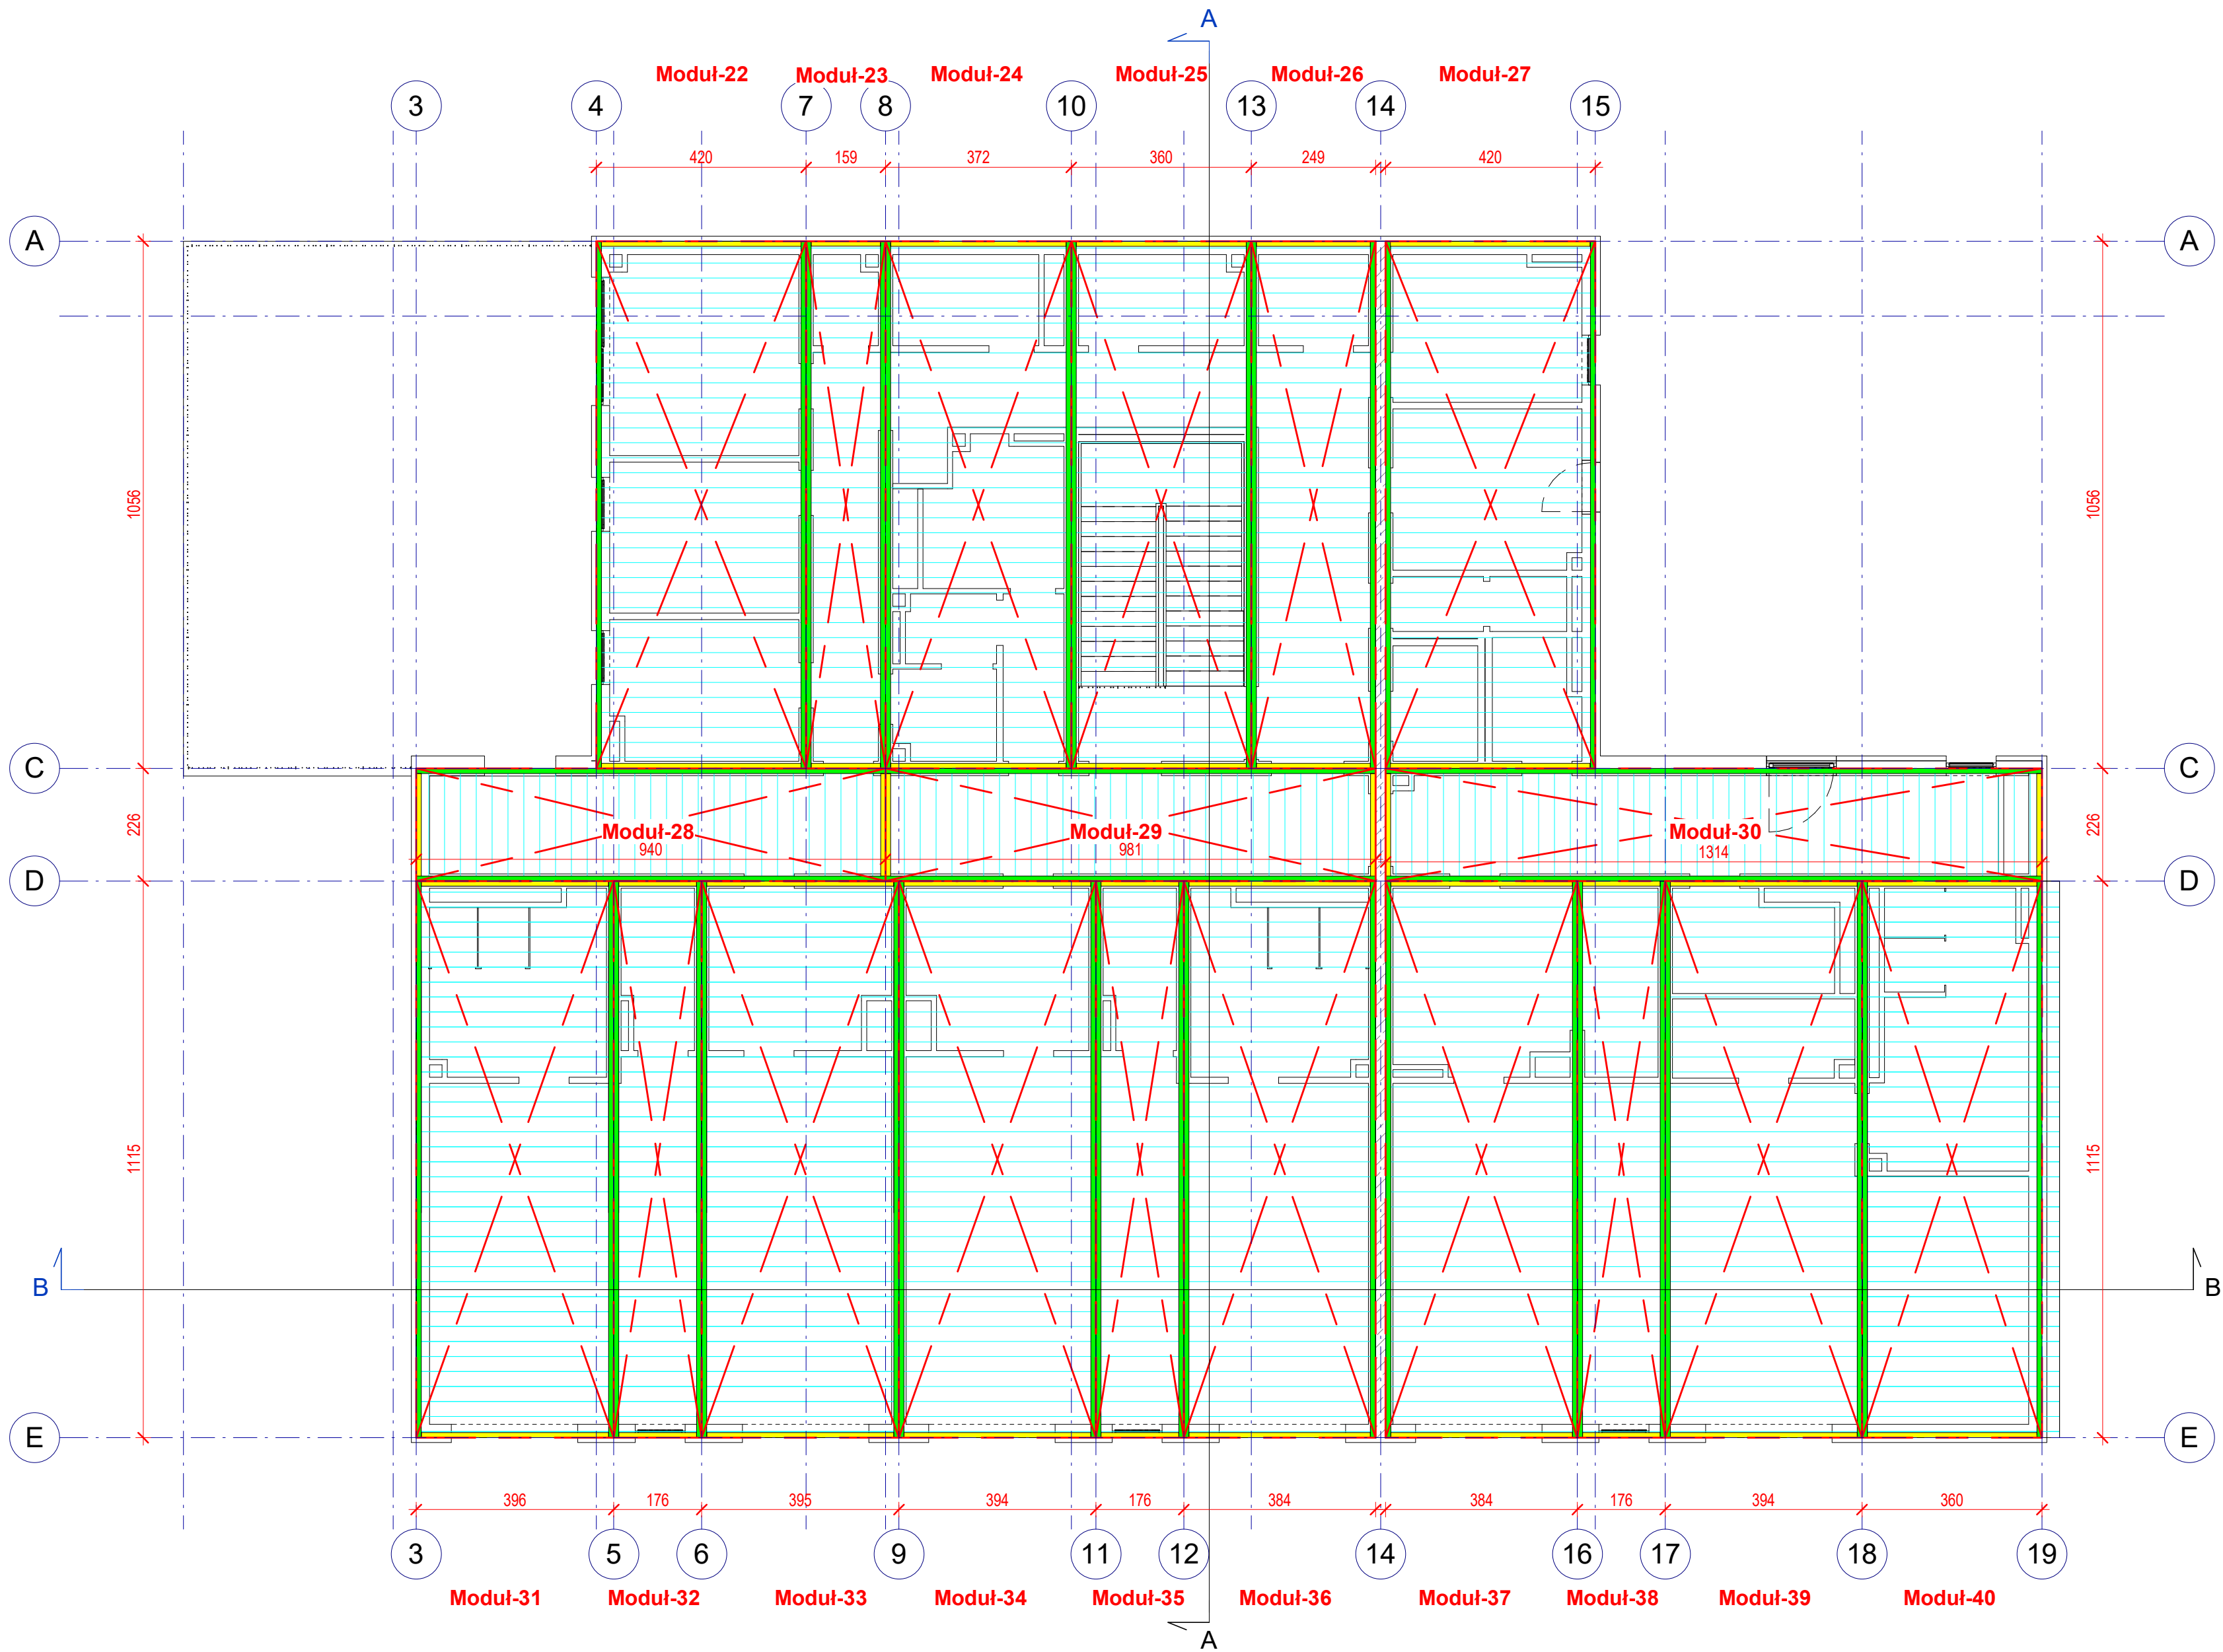 A
Moduł-22 Moduł-23 Moduł-24 Moduł-25 Moduł-26 Moduł-27
3 4 7 8 10 13 14 15
420 159 372 360 249 420
A A
1056 1056
C C
226 Moduł-28 Moduł-29 Moduł-30 226
940 981 1314
D D
1115 1115
B B
E E
396 176 395 394 176 384 384 176 394 360
3 5 6 9 11 12 14 16 17 18 19
Moduł-31 Moduł-32 Moduł-33 Moduł-34 Moduł-35 Moduł-36 Moduł-37 Moduł-38 Moduł-39 Moduł-40
A